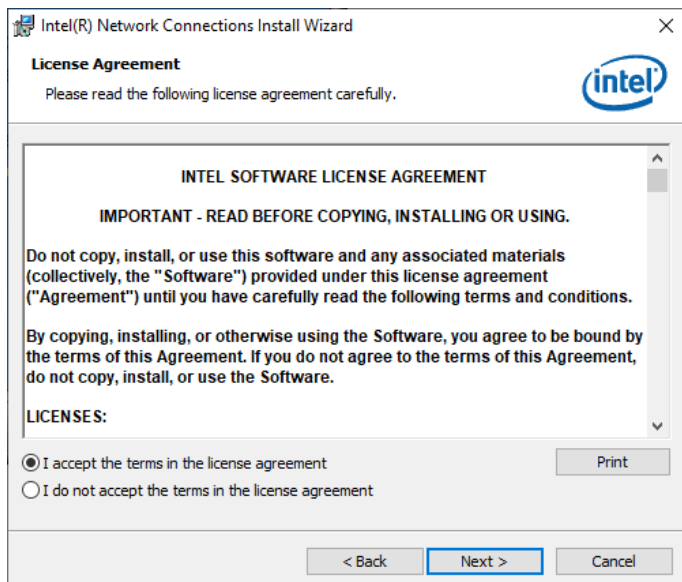 Intel(R) Network Connections Install Wizard
License Agreement
Please read the following license agreement carefully.
intel
INTEL SOFTWARE LICENSE AGREEMENT
IMPORTANT - READ BEFORE COPYING, INSTALLING OR USING.
Do not copy, install, or use this software and any associated materials
(collectively, the "Software") provided under this license agreement
("Agreement") until you have carefully read the following terms and conditions.
By copying, installing, or otherwise using the Software, you agree to be bound by
the terms of this Agreement. If you do not agree to the terms of this Agreement,
do not copy, install, or use the Software.
LICENSES:
I accept the terms in the license agreement
Print
I do not accept the terms in the license agreement
< Back
Next >
Cancel